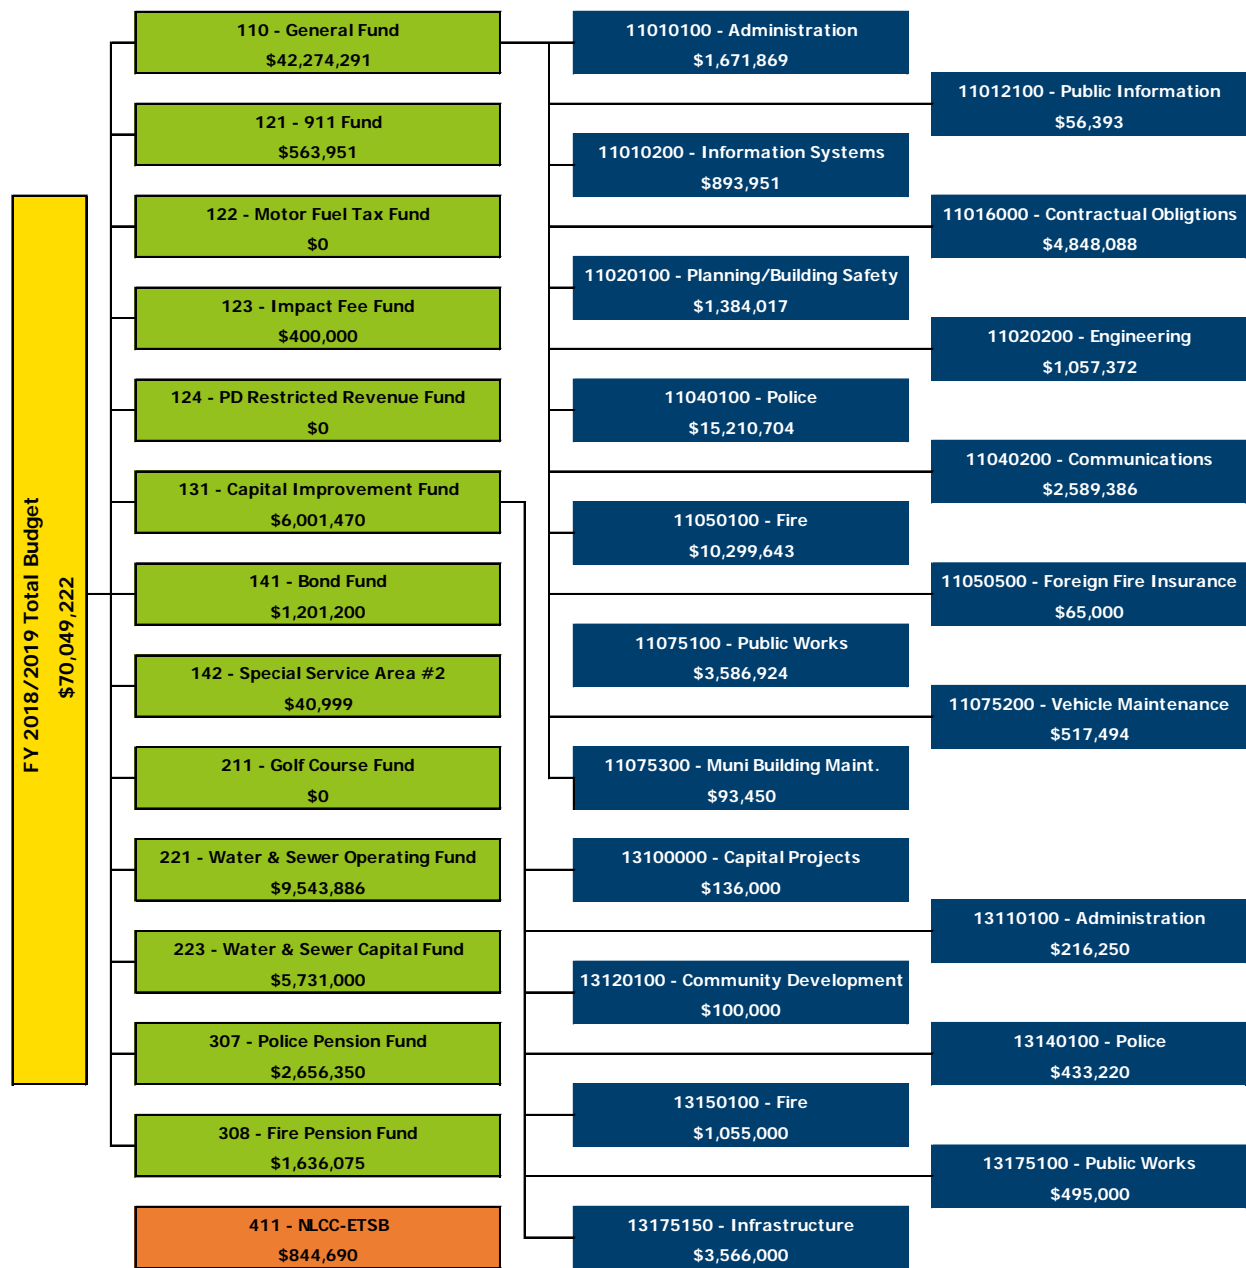 FY 2018/2019 Total Budget
$70,049,222
110 - General Fund
$42,274,291
121 - 911 Fund
$563,951
122 - Motor Fuel Tax Fund
$0
123 - Impact Fee Fund
$400,000
124 - PD Restricted Revenue Fund
$0
131 - Capital Improvement Fund
$6,001,470
141 - Bond Fund
$1,201,200
142 - Special Service Area #2
$40,999
211 - Golf Course Fund
$0
221 - Water & Sewer Operating Fund
$9,543,886
223 - Water & Sewer Capital Fund
$5,731,000
307 - Police Pension Fund
$2,656,350
308 - Fire Pension Fund
$1,636,075
411 - NLCC-ETSB
$844,690
11010100 - Administration
$1,671,869
11012100 - Public Information
$56,393
11010200 - Information Systems
$893,951
11016000 - Contractual Obligtions
$4,848,088
11020100 - Planning/Building Safety
$1,384,017
11020200 - Engineering
$1,057,372
11040100 - Police
$15,210,704
11040200 - Communications
$2,589,386
11050100 - Fire
$10,299,643
11050500 - Foreign Fire Insurance
$65,000
11075100 - Public Works
$3,586,924
11075200 - Vehicle Maintenance
$517,494
11075300 - Muni Building Maint.
$93,450
13100000 - Capital Projects
$136,000
13110100 - Administration
$216,250
13120100 - Community Development
$100,000
13140100 - Police
$433,220
13150100 - Fire
$1,055,000
13175100 - Public Works
$495,000
13175150 - Infrastructure
$3,566,000